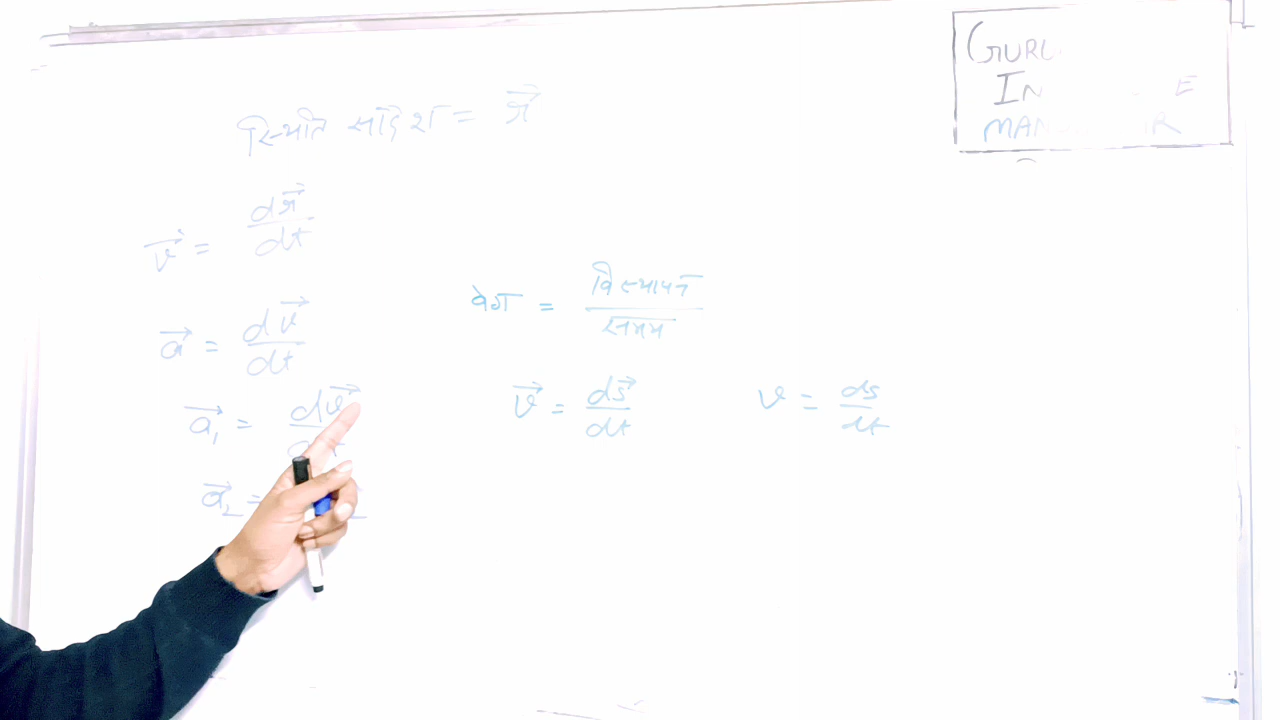 GURU
IN E
MAN R
स्थिति सदिश = r⃗
v⃗ = dr⃗/dt
a⃗ = dv⃗/dt
a⃗₁ = dv⃗
a⃗₂ =
वेग = विस्थापन/समय
v⃗ = ds⃗/dt
v = ds/dt